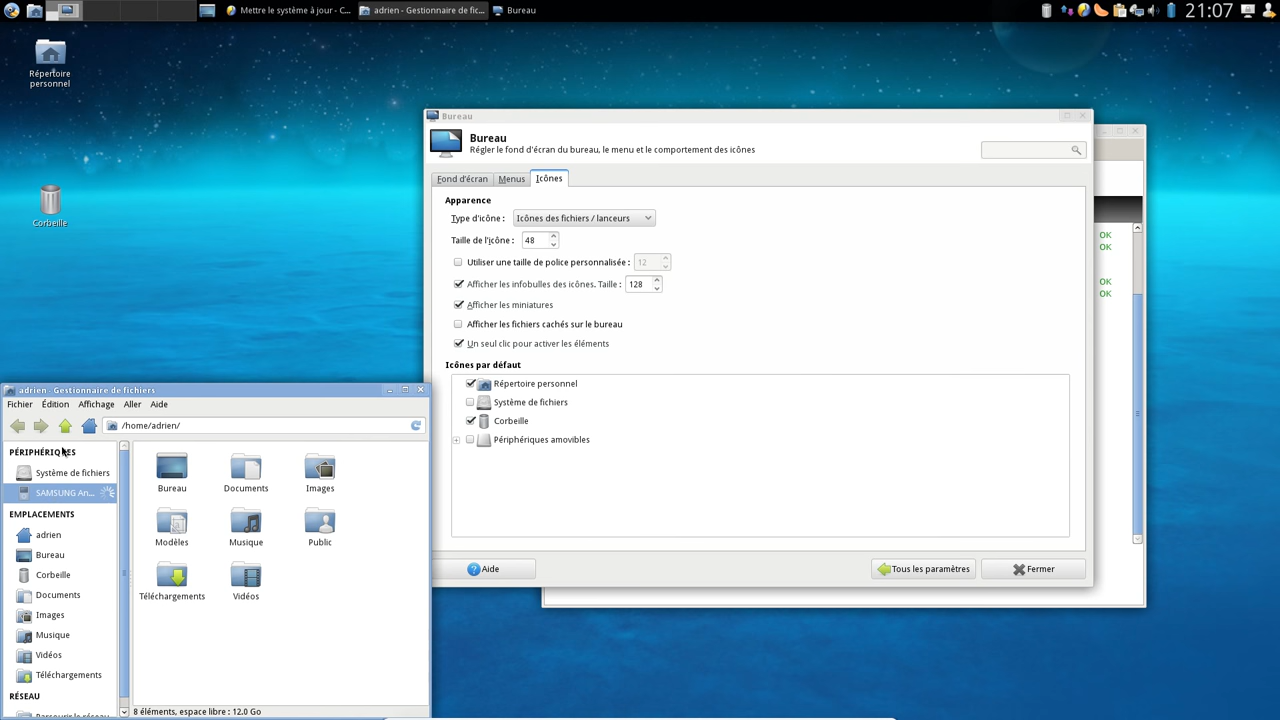 Mettre le système à jour - C...
adrien - Gestionnaire de fic...
Bureau
21:07
Répertoire
personnel
Corbeille
Bureau
Bureau
Régler le fond d'écran du bureau, le menu et le comportement des icônes
Fond d'écran
Menus
Icônes
Apparence
Type d'icône :
Icônes des fichiers / lanceurs
Taille de l'icône :
48
Utiliser une taille de police personnalisée :
12
Afficher les infobulles des icônes. Taille :
128
Afficher les miniatures
Afficher les fichiers cachés sur le bureau
Un seul clic pour activer les éléments
Icônes par défaut
Répertoire personnel
Système de fichiers
Corbeille
Périphériques amovibles
Aide
Tous les paramètres
Fermer
OK
OK
OK
OK
adrien - Gestionnaire de fichiers
Fichier
Édition
Affichage
Aller
Aide
/home/adrien/
PÉRIPHÉRIQUES
Système de fichiers
SAMSUNG An...
EMPLACEMENTS
adrien
Bureau
Corbeille
Documents
Images
Musique
Vidéos
Téléchargements
RÉSEAU
Parcourir le réseau
Bureau
Documents
Images
Modèles
Musique
Public
Téléchargements
Vidéos
8 éléments, espace libre : 12.0 Go